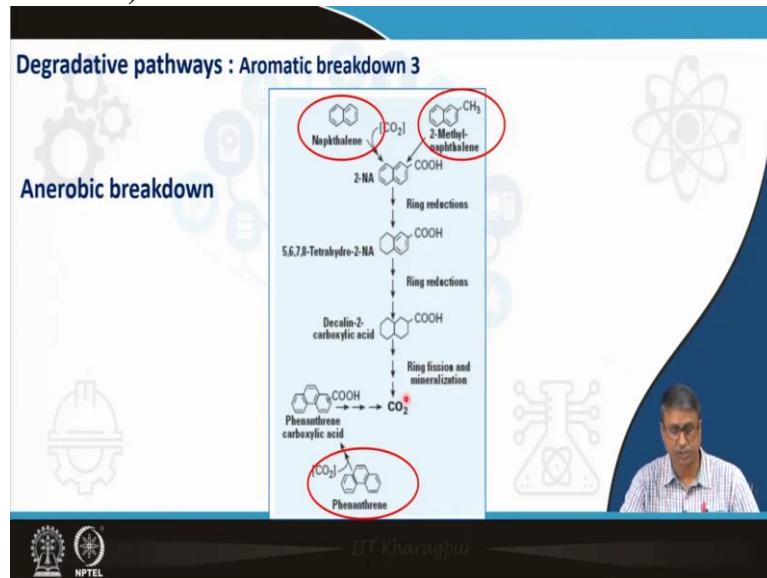 )
Degradative pathways : Aromatic breakdown 3
Anerobic breakdown
Naphthalene
[CO2]
CH3
2-Methyl-
naphthalene
2-NA
COOH
Ring reductions
5,6,7,8-Tetrahydro-2-NA
COOH
Ring reductions
Decalin-2-
carboxylic acid
COOH
Ring fission and
mineralization
COOH
CO2
Phenanthrene
carboxylic acid
[CO2]
Phenanthrene
IIT Kharagpur
NPTEL